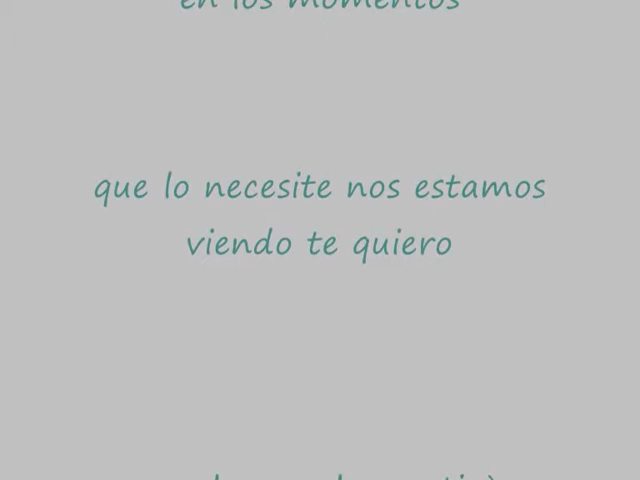 en los momentos
que lo necesite nos estamos
viendo te quiero